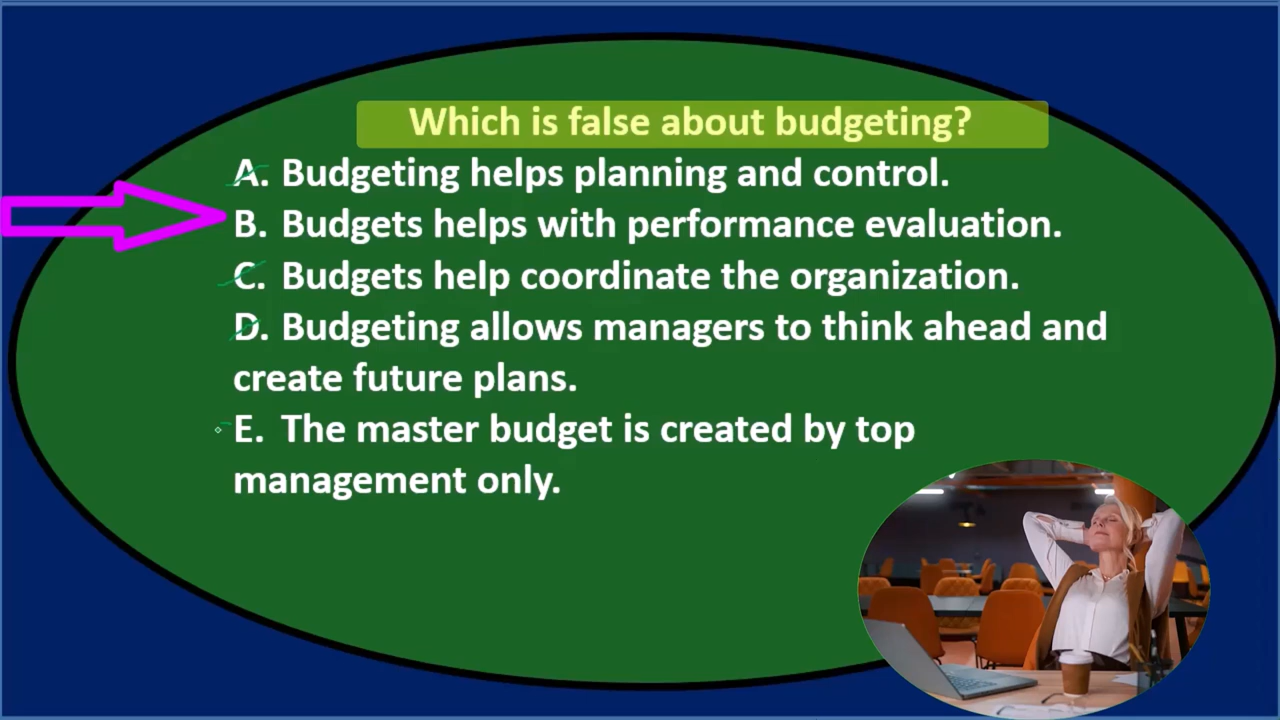 Which is false about budgeting?
A. Budgeting helps planning and control.
B. Budgets helps with performance evaluation.
C. Budgets help coordinate the organization.
D. Budgeting allows managers to think ahead and
create future plans.
E. The master budget is created by top
management only.